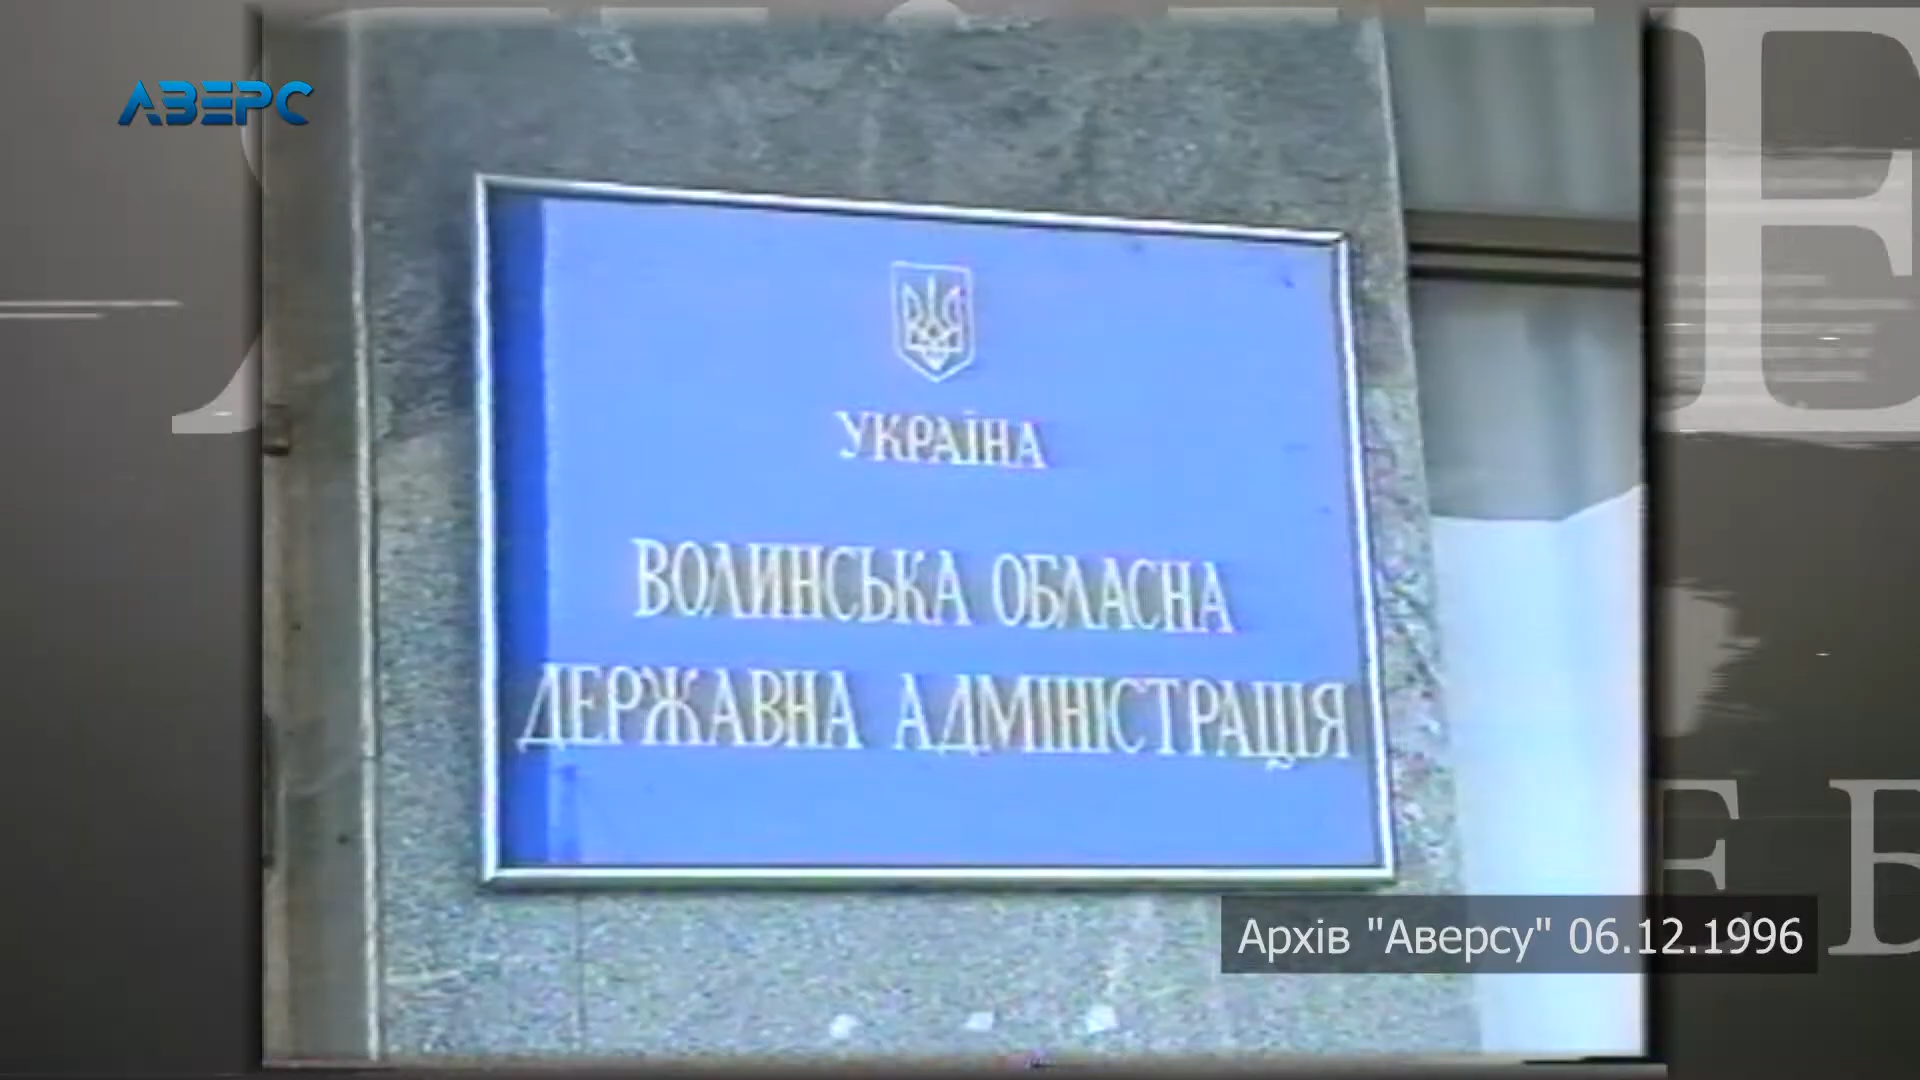 АВЕРС
УКРАЇНА
ВОЛИНСЬКА ОБЛАСНА
ДЕРЖАВНА АДМІНІСТРАЦІЯ
Архів "Аверсу" 06.12.1996